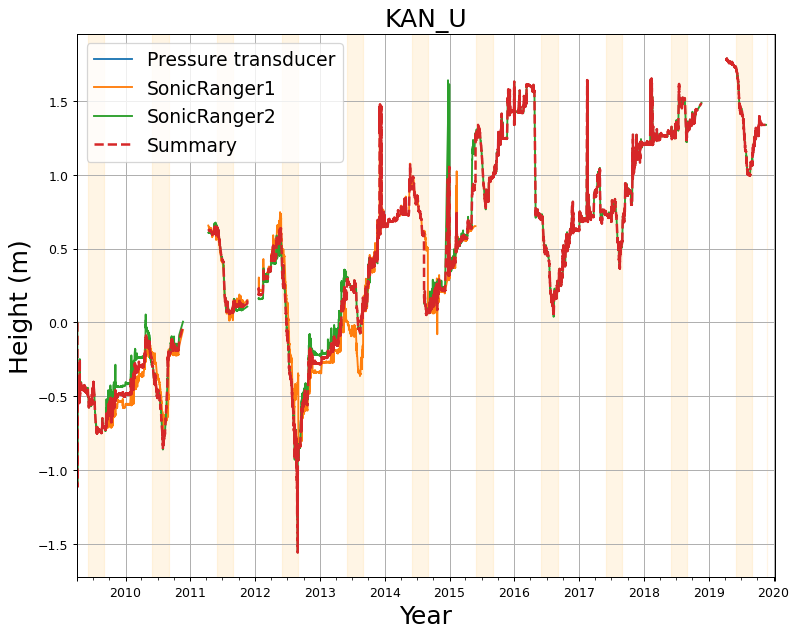 KAN_U
Pressure transducer
SonicRanger1
SonicRanger2
Summary
1.5
1.0
0.5
0.0
−0.5
−1.0
−1.5
Height (m)
2010 2011 2012 2013 2014 2015 2016 2017 2018 2019 2020
Year